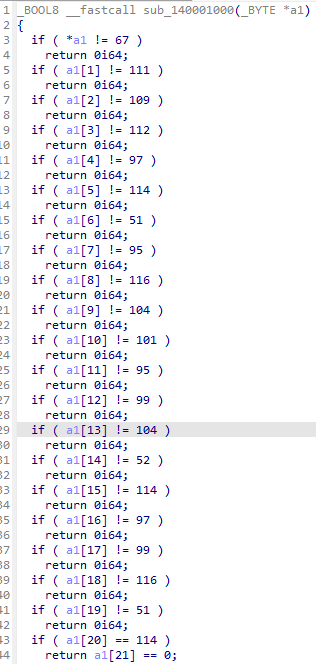 1 _BOOL8 __fastcall sub_140001000(_BYTE *a1)
2 {
3 if ( *a1 != 67 )
4 return 0i64;
5 if ( a1[1] != 111 )
6 return 0i64;
7 if ( a1[2] != 109 )
8 return 0i64;
9 if ( a1[3] != 112 )
10 return 0i64;
11 if ( a1[4] != 97 )
12 return 0i64;
13 if ( a1[5] != 114 )
14 return 0i64;
15 if ( a1[6] != 51 )
16 return 0i64;
17 if ( a1[7] != 95 )
18 return 0i64;
19 if ( a1[8] != 116 )
20 return 0i64;
21 if ( a1[9] != 104 )
22 return 0i64;
23 if ( a1[10] != 101 )
24 return 0i64;
25 if ( a1[11] != 95 )
26 return 0i64;
27 if ( a1[12] != 99 )
28 return 0i64;
29 if ( a1[13] != 104 )
30 return 0i64;
31 if ( a1[14] != 52 )
32 return 0i64;
33 if ( a1[15] != 114 )
34 return 0i64;
35 if ( a1[16] != 97 )
36 return 0i64;
37 if ( a1[17] != 99 )
38 return 0i64;
39 if ( a1[18] != 116 )
40 return 0i64;
41 if ( a1[19] != 51 )
42 return 0i64;
43 if ( a1[20] == 114 )
44 return a1[21] == 0;